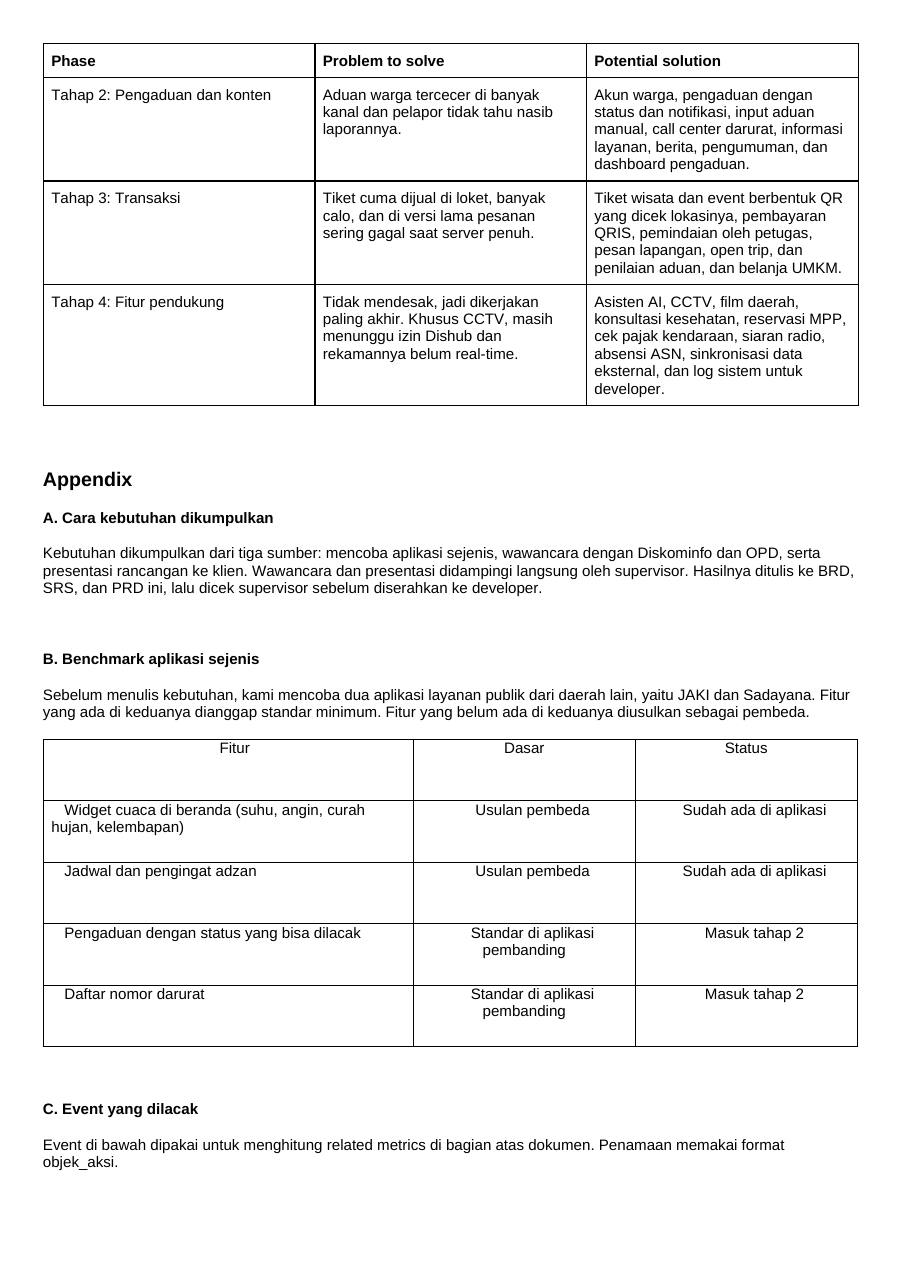 Phase Problem to solve Potential solution
Tahap 2: Pengaduan dan konten
Aduan warga tercecer di banyak
kanal dan pelapor tidak tahu nasib
laporannya.
Akun warga, pengaduan dengan
status dan notifikasi, input aduan
manual, call center darurat, informasi
layanan, berita, pengumuman, dan
dashboard pengaduan.
Tahap 3: Transaksi
Tiket cuma dijual di loket, banyak
calo, dan di versi lama pesanan
sering gagal saat server penuh.
Tiket wisata dan event berbentuk QR
yang dicek lokasinya, pembayaran
QRIS, pemindaian oleh petugas,
pesan lapangan, open trip, dan
penilaian aduan, dan belanja UMKM.
Tahap 4: Fitur pendukung
Tidak mendesak, jadi dikerjakan
paling akhir. Khusus CCTV, masih
menunggu izin Dishub dan
rekamannya belum real-time.
Asisten AI, CCTV, film daerah,
konsultasi kesehatan, reservasi MPP,
cek pajak kendaraan, siaran radio,
absensi ASN, sinkronisasi data
eksternal, dan log sistem untuk
developer.
Appendix
A. Cara kebutuhan dikumpulkan
Kebutuhan dikumpulkan dari tiga sumber: mencoba aplikasi sejenis, wawancara dengan Diskominfo dan OPD, serta
presentasi rancangan ke klien. Wawancara dan presentasi didampingi langsung oleh supervisor. Hasilnya ditulis ke BRD,
SRS, dan PRD ini, lalu dicek supervisor sebelum diserahkan ke developer.
B. Benchmark aplikasi sejenis
Sebelum menulis kebutuhan, kami mencoba dua aplikasi layanan publik dari daerah lain, yaitu JAKI dan Sadayana. Fitur
yang ada di keduanya dianggap standar minimum. Fitur yang belum ada di keduanya diusulkan sebagai pembeda.
Fitur Dasar Status
Widget cuaca di beranda (suhu, angin, curah
hujan, kelembapan)
Usulan pembeda
Sudah ada di aplikasi
Jadwal dan pengingat adzan
Usulan pembeda
Sudah ada di aplikasi
Pengaduan dengan status yang bisa dilacak
Standar di aplikasi
pembanding
Masuk tahap 2
Daftar nomor darurat
Standar di aplikasi
pembanding
Masuk tahap 2
C. Event yang dilacak
Event di bawah dipakai untuk menghitung related metrics di bagian atas dokumen. Penamaan memakai format
objek_aksi.